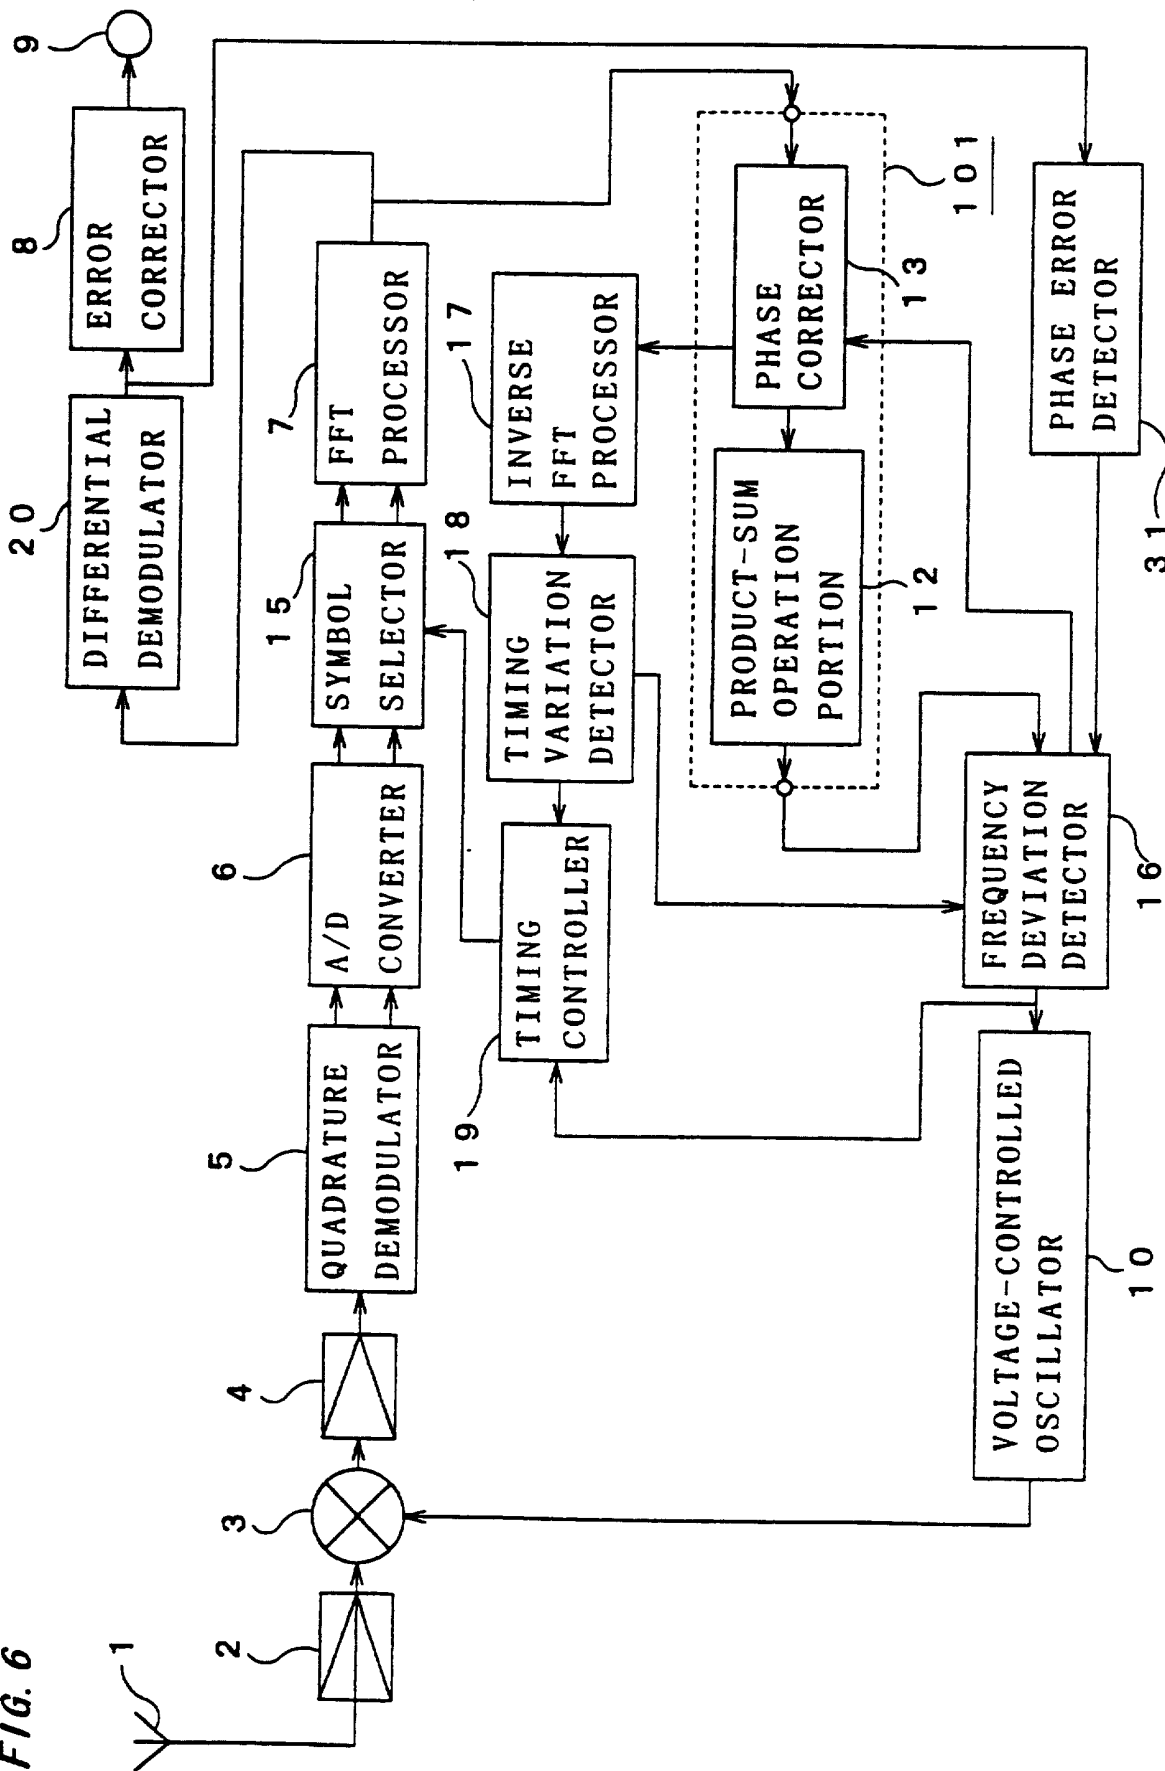 FIG. 6
1
2
3
4
5
QUADRATURE
DEMODULATOR
6
A/D
CONVERTER
15
SYMBOL
SELECTOR
7
FFT
PROCESSOR
20
DIFFERENTIAL
DEMODULATOR
8
ERROR
CORRECTOR
9
19
TIMING
CONTROLLER
18
TIMING
VARIATION
DETECTOR
17
INVERSE
FFT
PROCESSOR
PRODUCT-SUM
OPERATION
PORTION
12
PHASE
CORRECTOR
13
101
VOLTAGE-CONTROLLED
OSCILLATOR
10
FREQUENCY
DEVIATION
DETECTOR
16
PHASE ERROR
DETECTOR
31